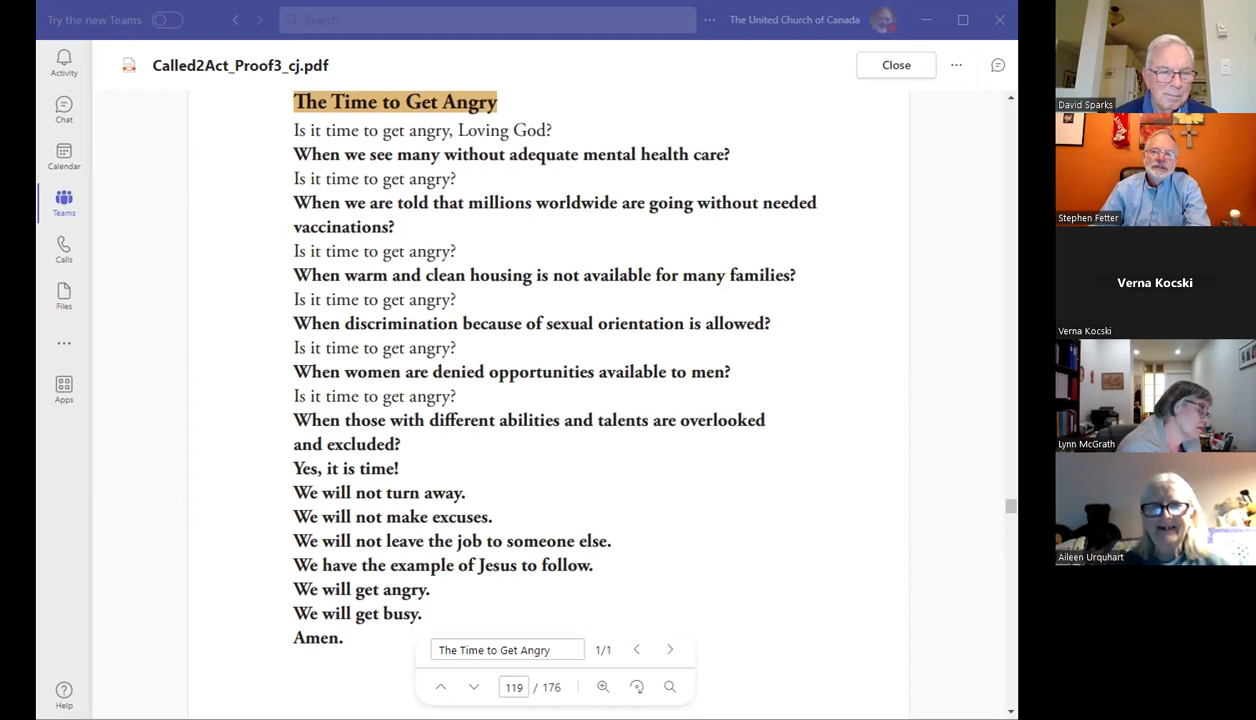 Try the new Teams
Search
The United Church of Canada
Activity
Chat
Calendar
Teams
Calls
Files
Apps
Help
Called2Act_Proof3_cj.pdf
Close
The Time to Get Angry
Is it time to get angry, Loving God?
When we see many without adequate mental health care?
Is it time to get angry?
When we are told that millions worldwide are going without needed
vaccinations?
Is it time to get angry?
When warm and clean housing is not available for many families?
Is it time to get angry?
When discrimination because of sexual orientation is allowed?
Is it time to get angry?
When women are denied opportunities available to men?
Is it time to get angry?
When those with different abilities and talents are overlooked
and excluded?
Yes, it is time!
We will not turn away.
We will not make excuses.
We will not leave the job to someone else.
We have the example of Jesus to follow.
We will get angry.
We will get busy.
Amen.
The Time to Get Angry 1/1
119 / 176
David Sparks
Stephen Fetter
Verna Kocski
Verna Kocski
Lynn McGrath
Aileen Urquhart